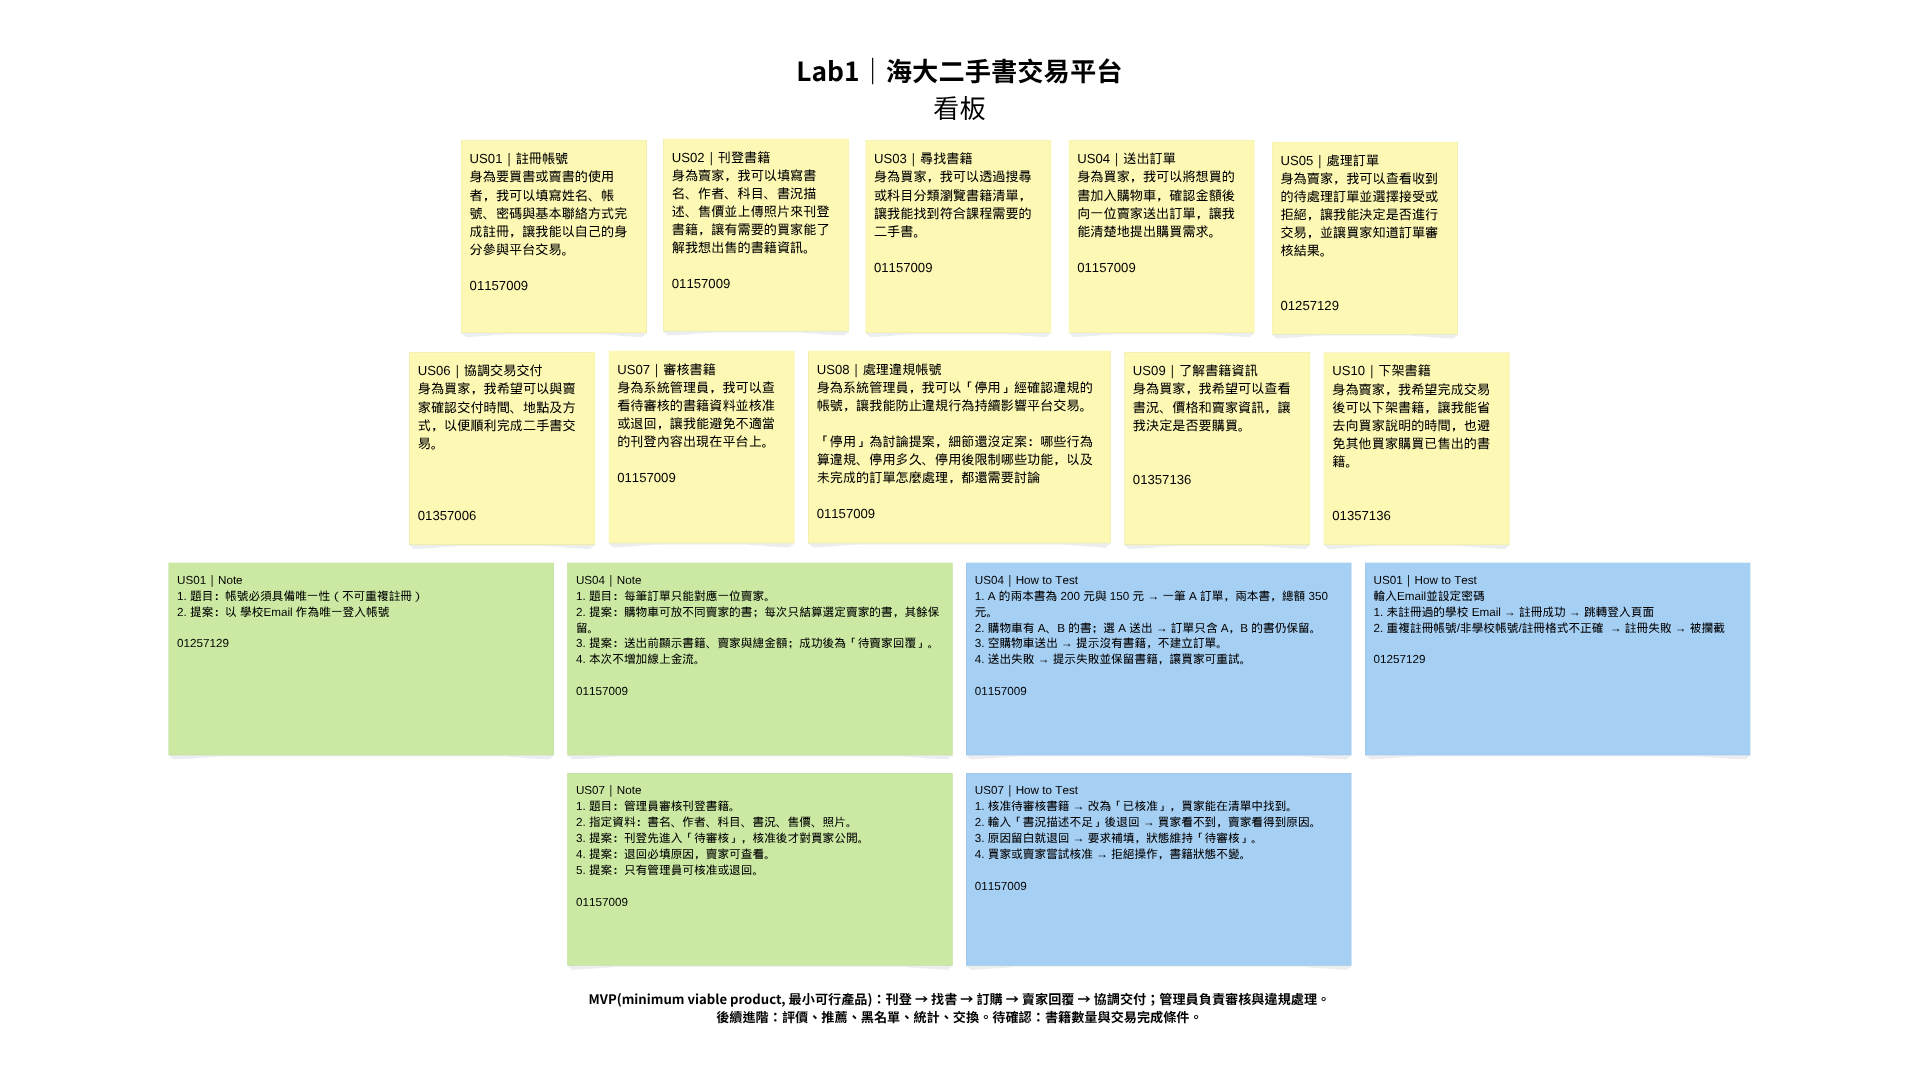 Lab1｜海大二手書交易平台
看板
US01｜註冊帳號
身為要買書或賣書的使用
者，我可以填寫姓名、帳
號、密碼與基本聯絡方式完
成註冊，讓我能以自己的身
分參與平台交易。
01157009
US02｜刊登書籍
身為賣家，我可以填寫書
名、作者、科目、書況描
述、售價並上傳照片來刊登
書籍，讓有需要的買家能了
解我想出售的書籍資訊。
01157009
US03｜尋找書籍
身為買家，我可以透過搜尋
或科目分類瀏覽書籍清單，
讓我能找到符合課程需要的
二手書。
01157009
US04｜送出訂單
身為買家，我可以將想買的
書加入購物車，確認金額後
向一位賣家送出訂單，讓我
能清楚地提出購買需求。
01157009
US05｜處理訂單
身為賣家，我可以查看收到
的待處理訂單並選擇接受或
拒絕，讓我能決定是否進行
交易，並讓買家知道訂單審
核結果。
01257129
US06｜協調交易交付
身為買家，我希望可以與賣
家確認交付時間、地點及方
式，以便順利完成二手書交
易。
01357006
US07｜審核書籍
身為系統管理員，我可以查
看待審核的書籍資料並核准
或退回，讓我能避免不適當
的刊登內容出現在平台上。
01157009
US08｜處理違規帳號
身為系統管理員，我可以「停用」經確認違規的
帳號，讓我能防止違規行為持續影響平台交易。
「停用」為討論提案，細節還沒定案：哪些行為
算違規、停用多久、停用後限制哪些功能，以及
未完成的訂單怎麼處理，都還需要討論
01157009
US09｜了解書籍資訊
身為買家，我希望可以查看
書況、價格和賣家資訊，讓
我決定是否要購買。
01357136
US10｜下架書籍
身為賣家，我希望完成交易
後可以下架書籍，讓我能省
去向買家說明的時間，也避
免其他買家購買已售出的書
籍。
01357136
US01｜Note
1. 題目：帳號必須具備唯一性（不可重複註冊）
2. 提案：以 學校Email 作為唯一登入帳號
01257129
US04｜Note
1. 題目：每筆訂單只能對應一位賣家。
2. 提案：購物車可放不同賣家的書；每次只結算選定賣家的書，其餘保
留。
3. 提案：送出前顯示書籍、賣家與總金額；成功後為「待賣家回覆」。
4. 本次不增加線上金流。
01157009
US04｜How to Test
1. A 的兩本書為 200 元與 150 元 → 一筆 A 訂單，兩本書，總額 350
元。
2. 購物車有 A、B 的書；選 A 送出 → 訂單只含 A，B 的書仍保留。
3. 空購物車送出 → 提示沒有書籍，不建立訂單。
4. 送出失敗 → 提示失敗並保留書籍，讓買家可重試。
01157009
US01｜How to Test
輸入Email並設定密碼
1. 未註冊過的學校 Email → 註冊成功 → 跳轉登入頁面
2. 重複註冊帳號/非學校帳號/註冊格式不正確 → 註冊失敗 → 被攔截
01257129
US07｜Note
1. 題目：管理員審核刊登書籍。
2. 指定資料：書名、作者、科目、書況、售價、照片。
3. 提案：刊登先進入「待審核」，核准後才對買家公開。
4. 提案：退回必填原因，賣家可查看。
5. 提案：只有管理員可核准或退回。
01157009
US07｜How to Test
1. 核准待審核書籍 → 改為「已核准」，買家能在清單中找到。
2. 輸入「書況描述不足」後退回 → 買家看不到，賣家看得到原因。
3. 原因留白就退回 → 要求補填，狀態維持「待審核」。
4. 買家或賣家嘗試核准 → 拒絕操作，書籍狀態不變。
01157009
MVP(minimum viable product, 最小可行產品)：刊登 → 找書 → 訂購 → 賣家回覆 → 協調交付；管理員負責審核與違規處理。
後續進階：評價、推薦、黑名單、統計、交換。待確認：書籍數量與交易完成條件。